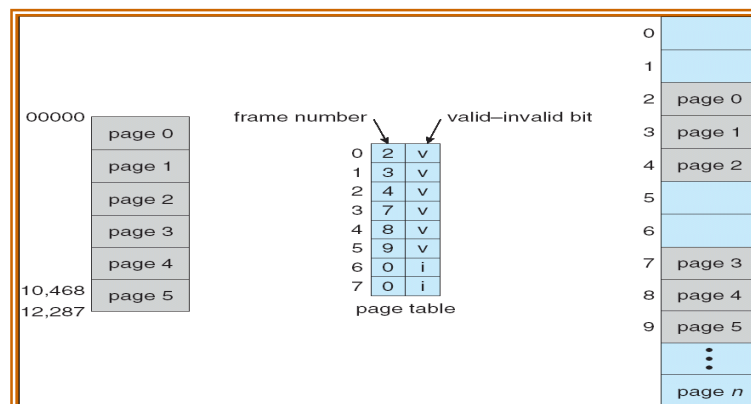 00000
page 0
page 1
page 2
page 3
page 4
page 5
10,468
12,287
frame number
valid–invalid bit
0 2 v
1 3 v
2 4 v
3 7 v
4 8 v
5 9 v
6 0 i
7 0 i
page table
0
1
2 page 0
3 page 1
4 page 2
5
6
7 page 3
8 page 4
9 page 5
page n